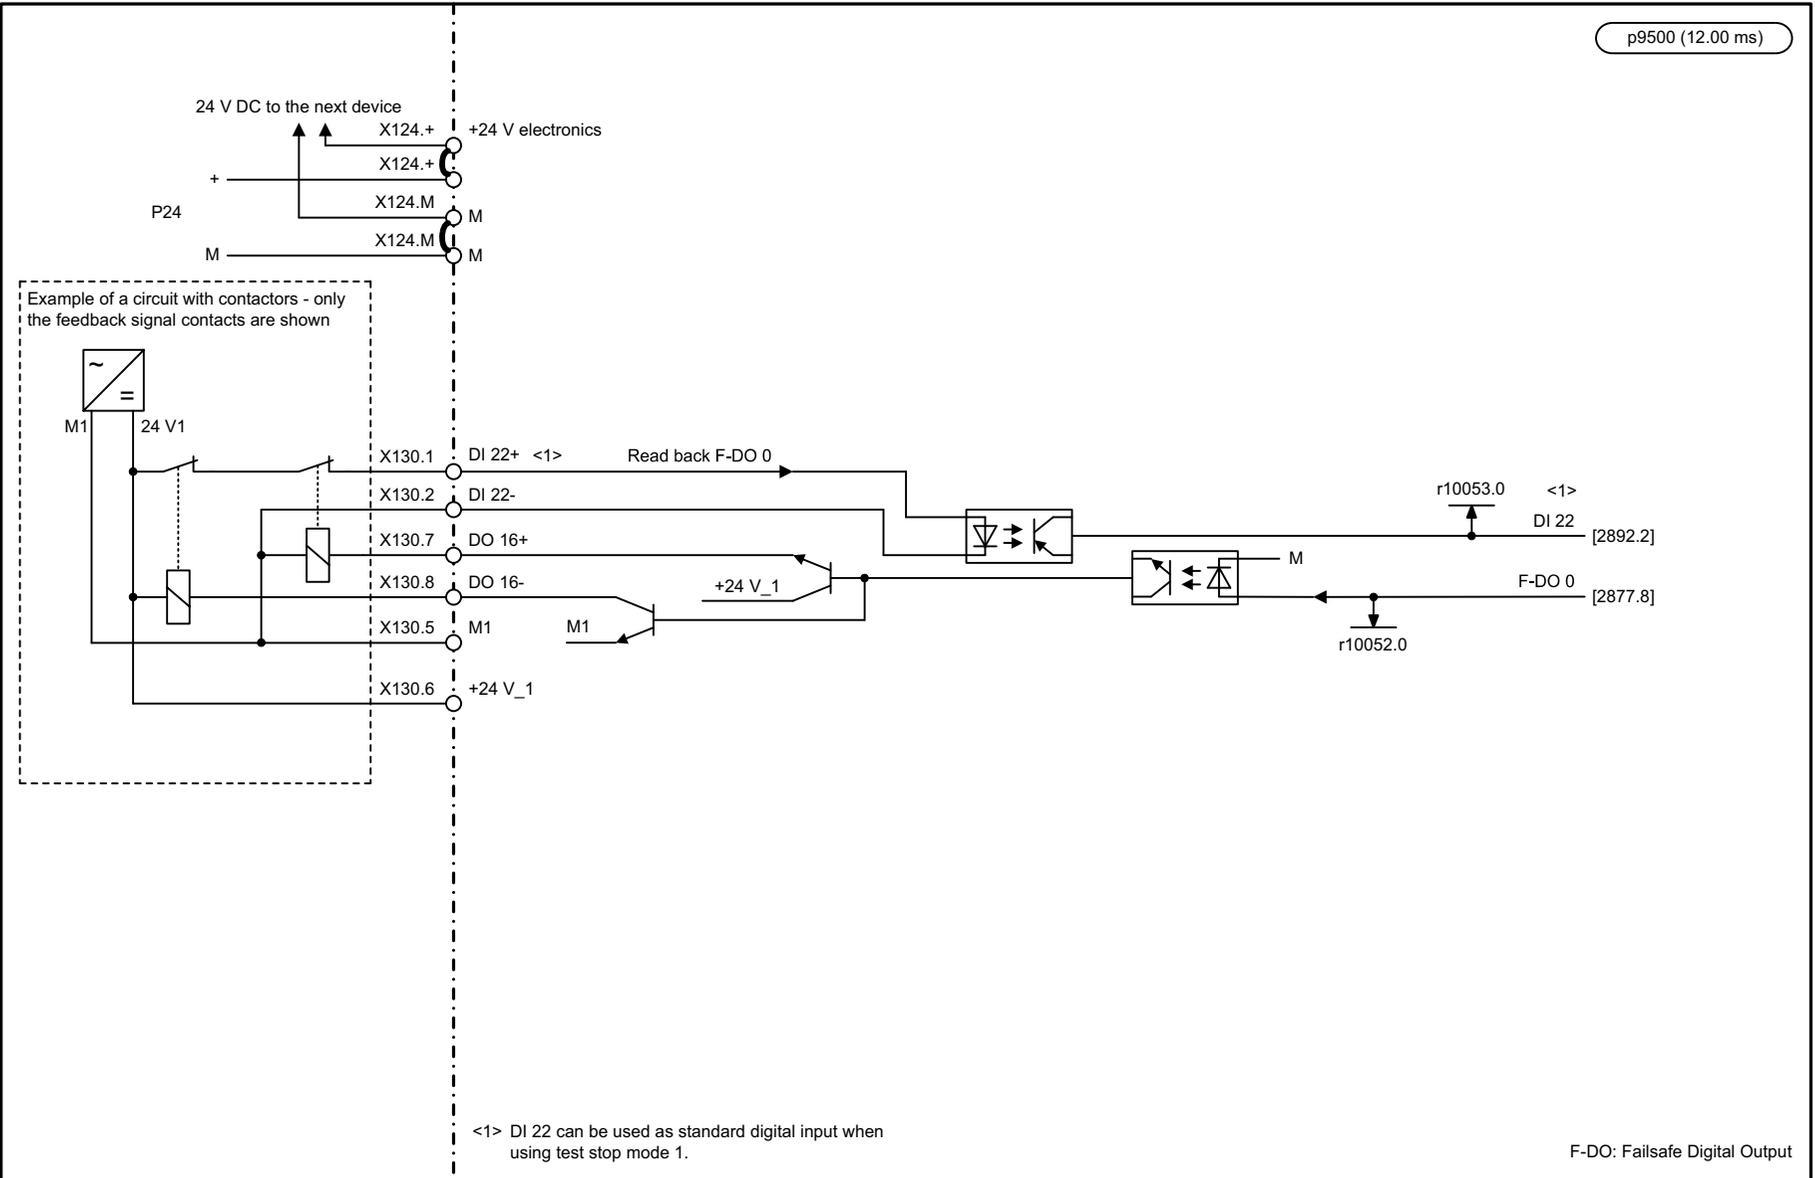 p9500 (12.00 ms)
24 V DC to the next device
X124.+ +24 V electronics
X124.+
+
X124.M
P24
M
X124.M
M
M
Example of a circuit with contactors - only
the feedback signal contacts are shown
~
=
M1 24 V1
X130.1 DI 22+ <1> Read back F-DO 0
X130.2 DI 22-
r10053.0 <1>
DI 22
[2892.2]
X130.7 DO 16+
M
X130.8 DO 16-
+24 V_1
F-DO 0
[2877.8]
X130.5 M1
M1
r10052.0
X130.6 +24 V_1
<1> DI 22 can be used as standard digital input when
using test stop mode 1.
F-DO: Failsafe Digital Output